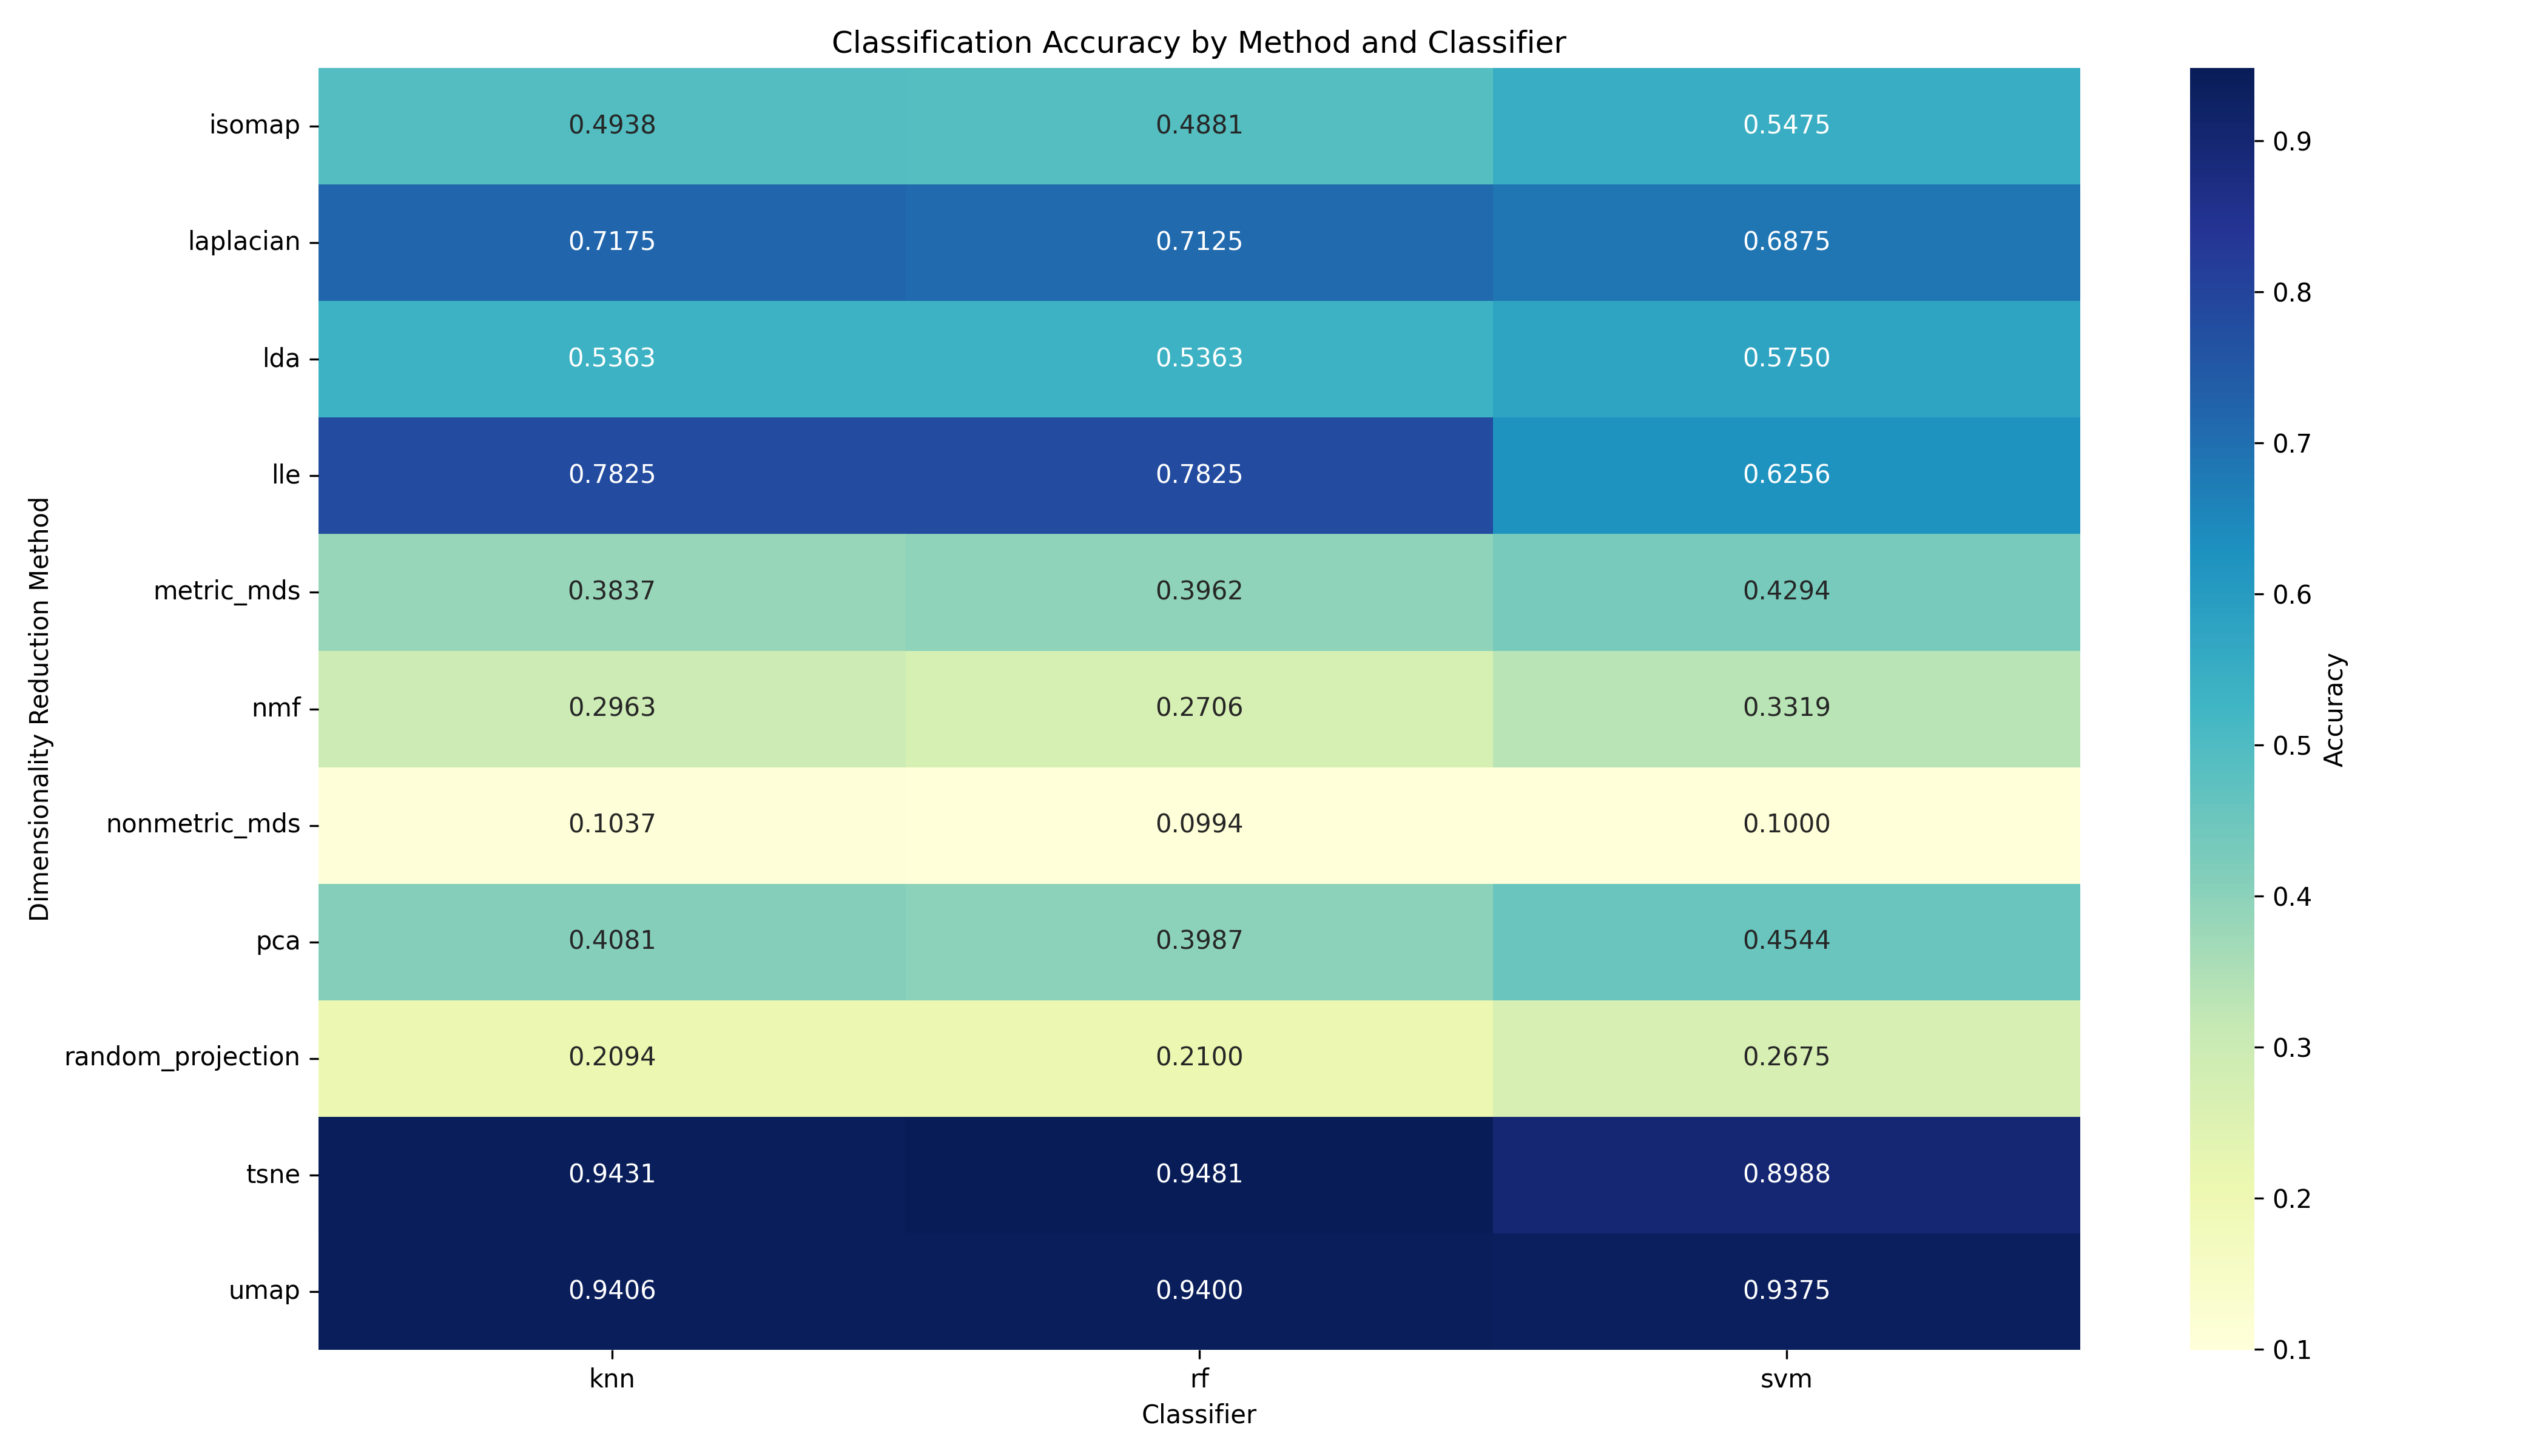 Classification Accuracy by Method and Classifier
Dimensionality Reduction Method
isomap 0.4938 0.4881 0.5475
laplacian 0.7175 0.7125 0.6875
lda 0.5363 0.5363 0.5750
lle 0.7825 0.7825 0.6256
metric_mds 0.3837 0.3962 0.4294
nmf 0.2963 0.2706 0.3319
nonmetric_mds 0.1037 0.0994 0.1000
pca 0.4081 0.3987 0.4544
random_projection 0.2094 0.2100 0.2675
tsne 0.9431 0.9481 0.8988
umap 0.9406 0.9400 0.9375
knn rf svm
Classifier
0.9
0.8
0.7
0.6
0.5
0.4
0.3
0.2
0.1
Accuracy